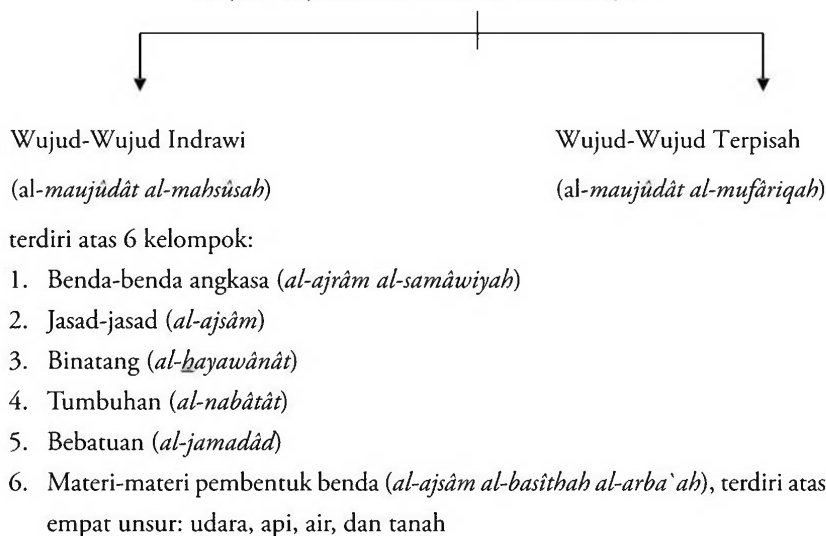 Wujud-Wujud Indrawi
Wujud-Wujud Terpisah
(al-maujûdât al-mahsûsah)
(al-maujûdât al-mufâriqah)
terdiri atas 6 kelompok:
1. Benda-benda angkasa (al-ajrâm al-samâwiyah)
2. Jasad-jasad (al-ajsâm)
3. Binatang (al-ḫayawânât)
4. Tumbuhan (al-nabâtât)
5. Bebatuan (al-jamadâd)
6. Materi-materi pembentuk benda (al-ajsâm al-basîthah al-arba`ah), terdiri atas
empat unsur: udara, api, air, dan tanah